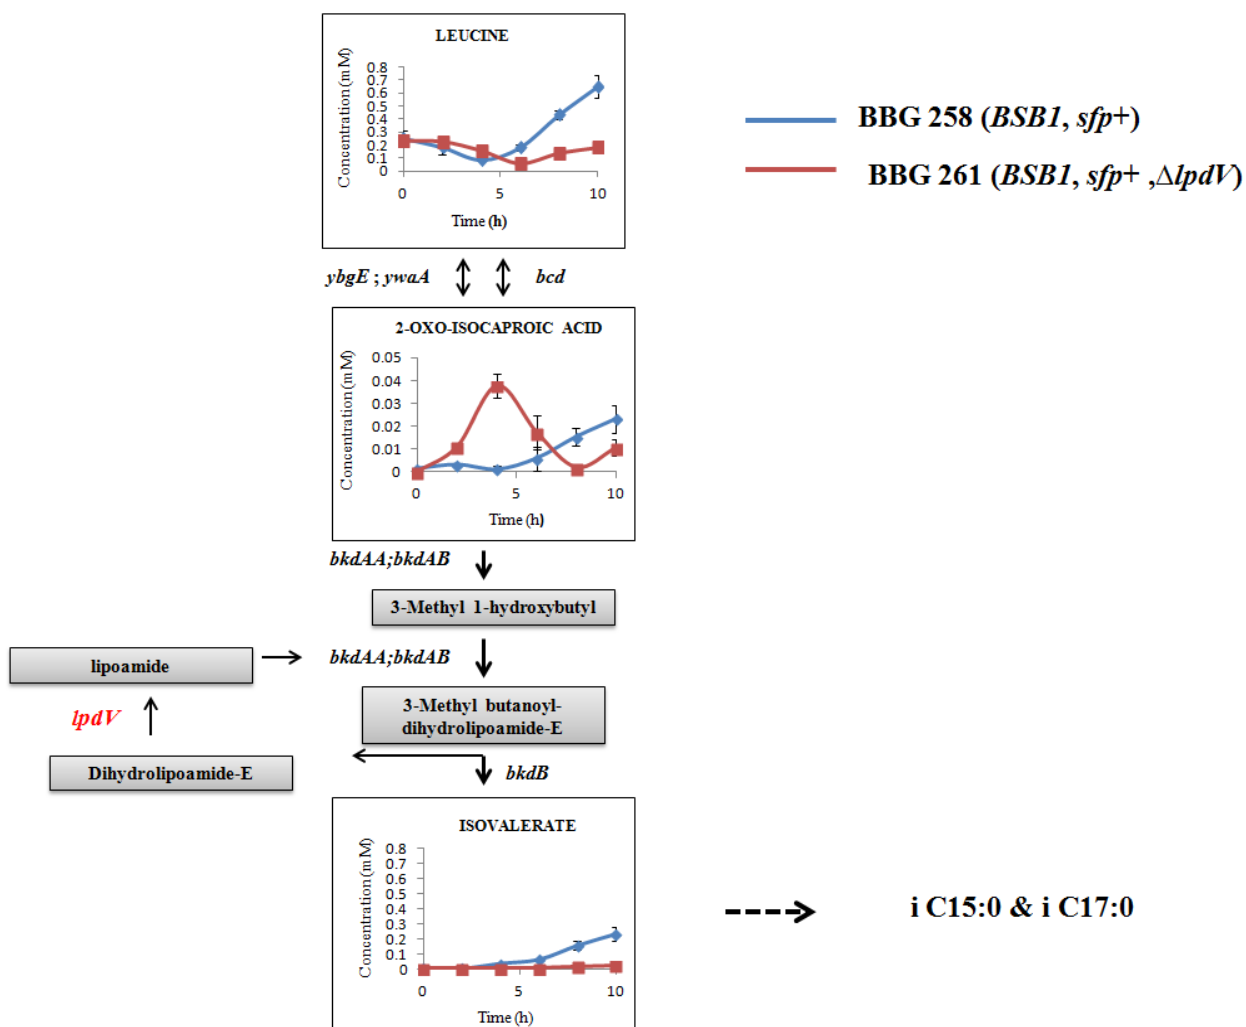 LEUCINE
Concentration (mM)
0.8
0.7
0.6
0.5
0.4
0.3
0.2
0.1
0
0 5 10
Time (h)
BBG 258 (BSB1, sfp+)
BBG 261 (BSB1, sfp+ ,ΔlpdV)
ybgE ; ywaA
bcd
2-OXO-ISOCAPROIC ACID
Concentration (mM)
0.05
0.04
0.03
0.02
0.01
0
0 5 10
Time (h)
bkdAA;bkdAB
3-Methyl 1-hydroxybutyl
lipoamide
bkdAA;bkdAB
lpdV
3-Methyl butanoyl-
dihydrolipoamide-E
Dihydrolipoamide-E
bkdB
ISOVALERATE
Concentration (mM)
0.8
0.7
0.6
0.5
0.4
0.3
0.2
0.1
0
0 5 10
Time (h)
i C15:0 & i C17:0